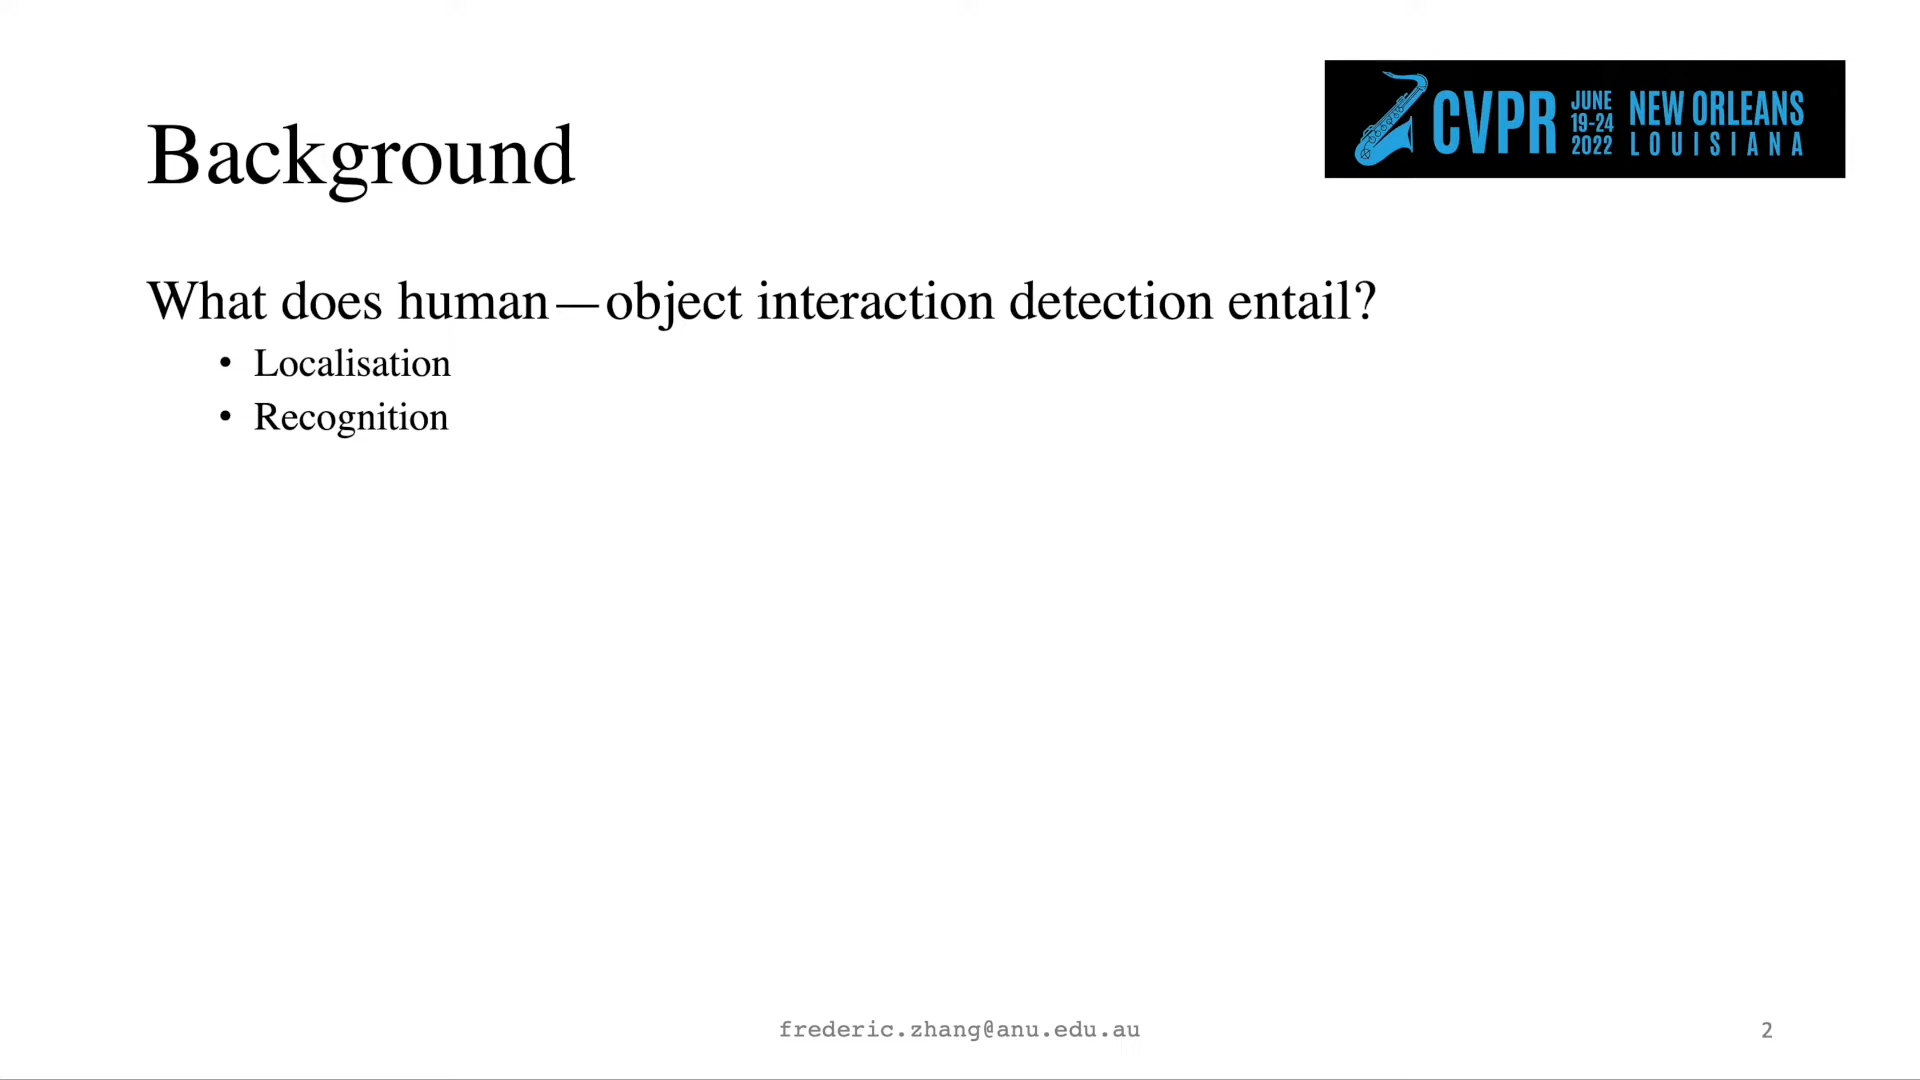 CVPR
JUNE
19-24
2022
NEW ORLEANS
LOUISIANA
Background
What does human—object interaction detection entail?
• Localisation
• Recognition
frederic.zhang@anu.edu.au
2